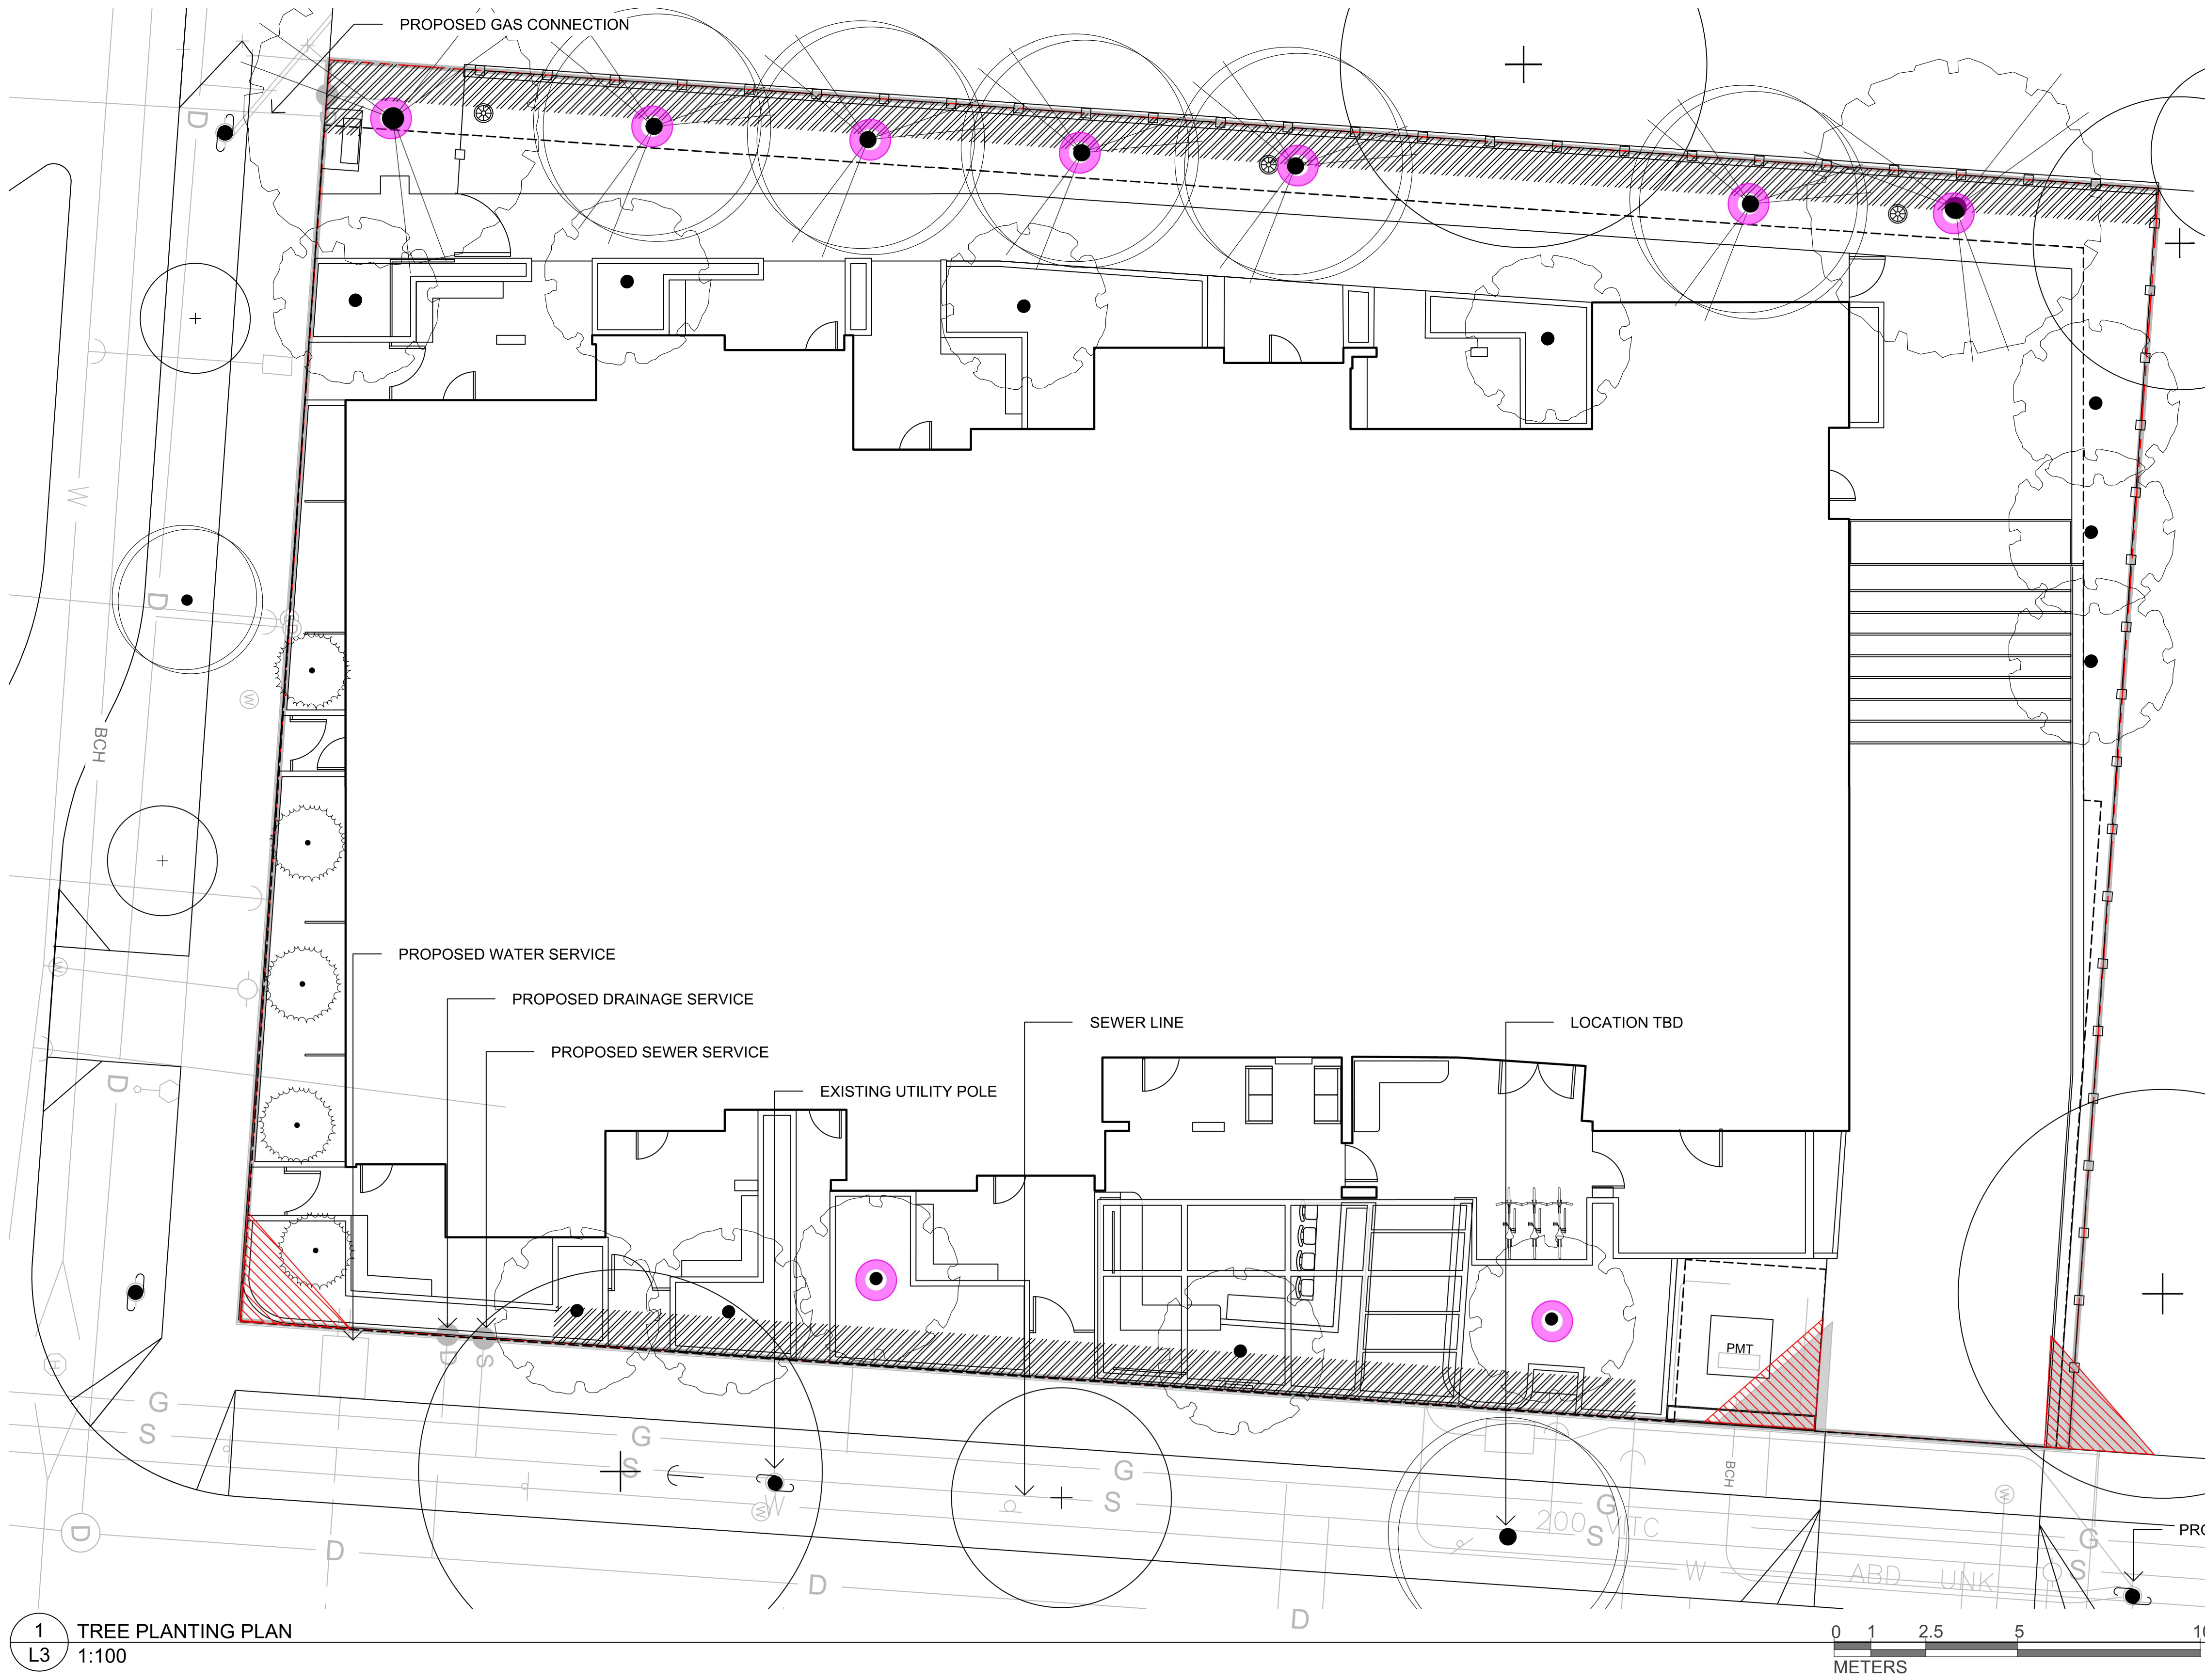 PROPOSED GAS CONNECTION
D
W
D
BCH
W
PROPOSED WATER SERVICE
W
PROPOSED DRAINAGE SERVICE
SEWER LINE
LOCATION TBD
PROPOSED SEWER SERVICE
D
EXISTING UTILITY POLE
PMT
D
S
H
G
S
G
S
G
S
BCH
W
W
W
200 VITC
G
S
W
G
S
PRO
D
D
D
D
W
ABD UNK
1
L3
TREE PLANTING PLAN
1:100
0 1 2.5 5 10
METERS